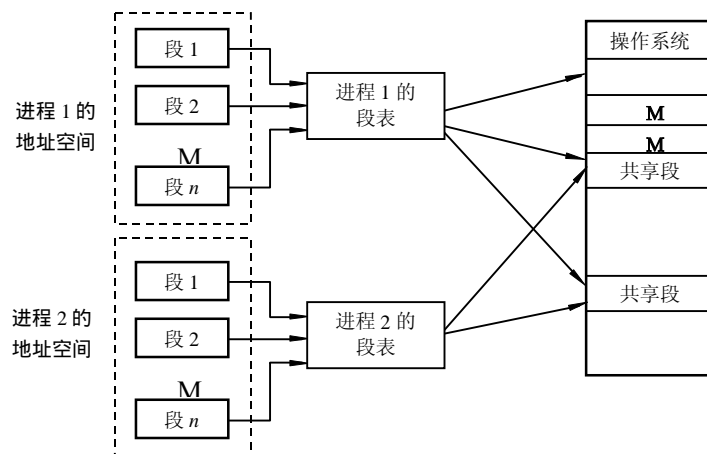 段 1
段 2
M
段 n
进程 1 的
地址空间
进程 1 的
段表
操作系统
M
M
共享段
共享段
段 1
段 2
M
段 n
进程 2 的
地址空间
进程 2 的
段表